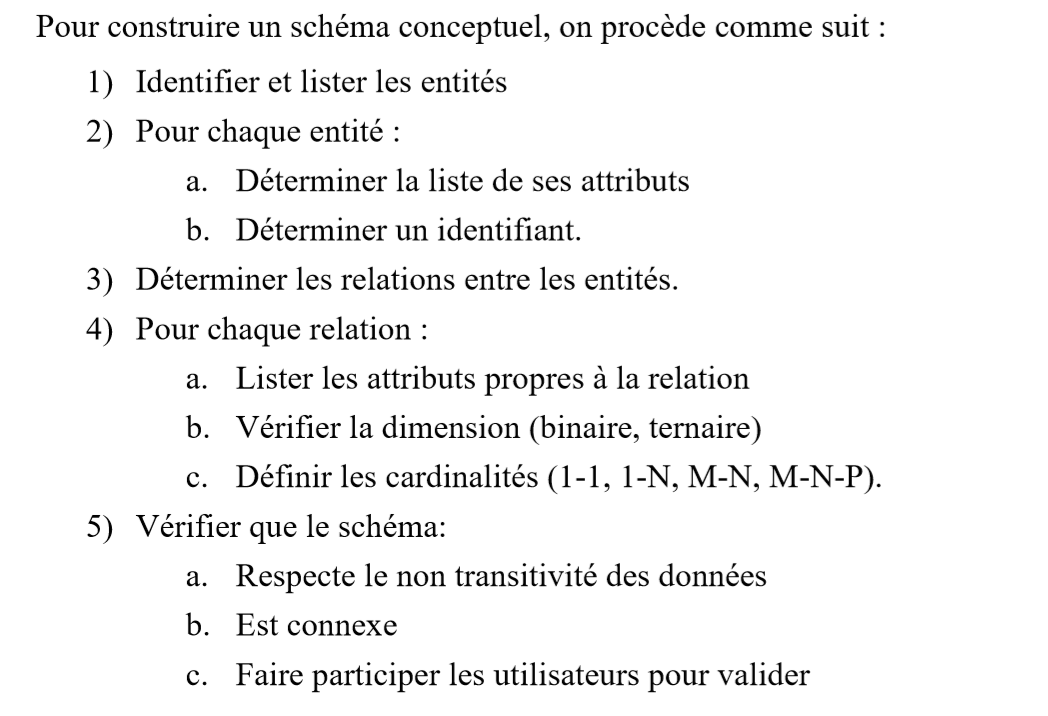 Pour construire un schéma conceptuel, on procède comme suit :
1) Identifier et lister les entités
2) Pour chaque entité :
a. Déterminer la liste de ses attributs
b. Déterminer un identifiant.
3) Déterminer les relations entre les entités.
4) Pour chaque relation :
a. Lister les attributs propres à la relation
b. Vérifier la dimension (binaire, ternaire)
c. Définir les cardinalités (1-1, 1-N, M-N, M-N-P).
5) Vérifier que le schéma:
a. Respecte le non transitivité des données
b. Est connexe
c. Faire participer les utilisateurs pour valider